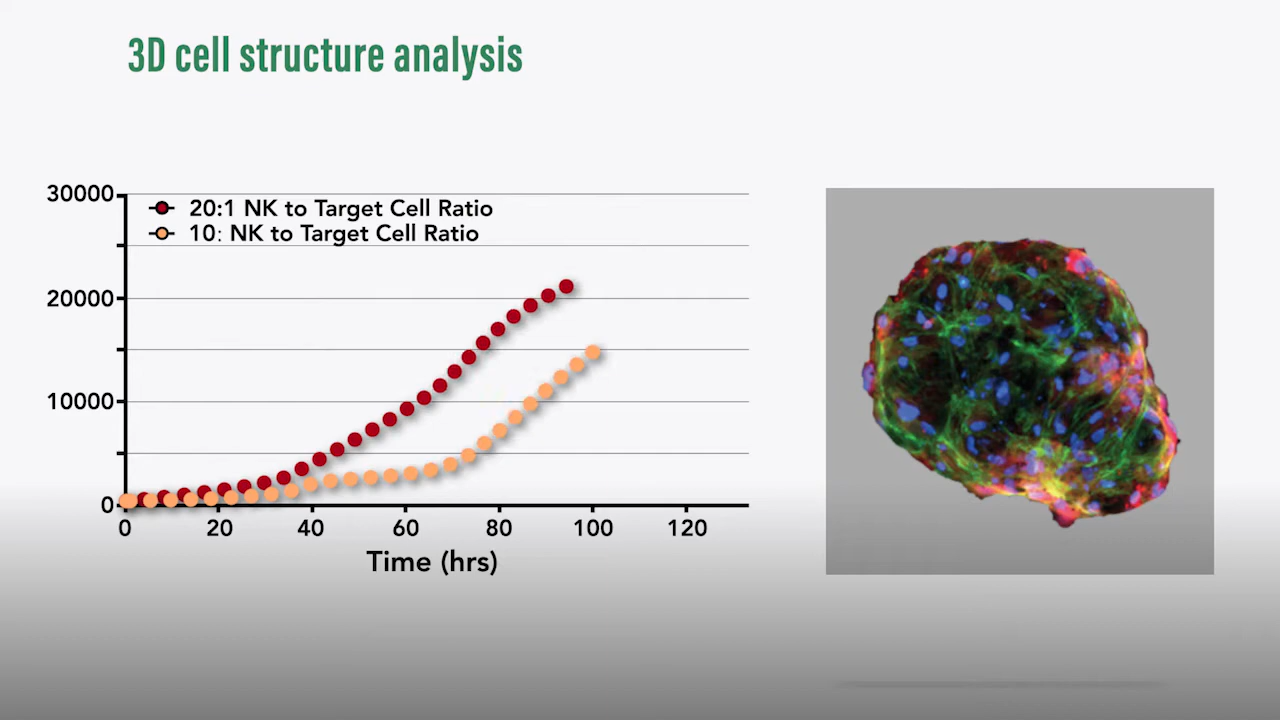 3D cell structure analysis
30000
20:1 NK to Target Cell Ratio
10: NK to Target Cell Ratio
20000
10000
0
0 20 40 60 80 100 120
Time (hrs)